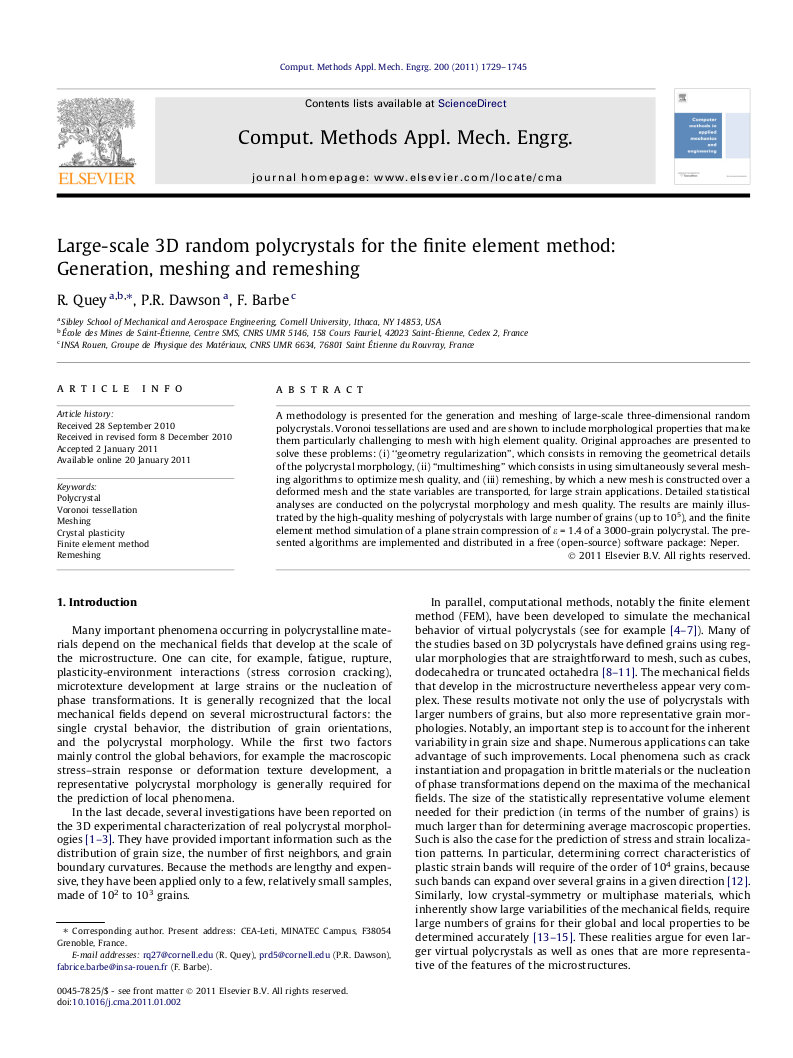 Comput. Methods Appl. Mech. Engrg. 200 (2011) 1729–1745
Contents lists available at ScienceDirect
Comput. Methods Appl. Mech. Engrg.
journal homepage: www.elsevier.com/locate/cma
ELSEVIER
Computer
methods in
applied
mechanics
and
engineering
Large-scale 3D random polycrystals for the finite element method:
Generation, meshing and remeshing
R. Quey a,b,*, P.R. Dawson a, F. Barbe c
a Sibley School of Mechanical and Aerospace Engineering, Cornell University, Ithaca, NY 14853, USA
b École des Mines de Saint-Étienne, Centre SMS, CNRS UMR 5146, 158 Cours Fauriel, 42023 Saint-Étienne, Cedex 2, France
c INSA Rouen, Groupe de Physique des Matériaux, CNRS UMR 6634, 76801 Saint Étienne du Rouvray, France
ARTICLE INFO
Article history:
Received 28 September 2010
Received in revised form 8 December 2010
Accepted 2 January 2011
Available online 20 January 2011
Keywords:
Polycrystal
Voronoi tessellation
Meshing
Crystal plasticity
Finite element method
Remeshing
ABSTRACT
A methodology is presented for the generation and meshing of large-scale three-dimensional random
polycrystals. Voronoi tessellations are used and are shown to include morphological properties that make
them particularly challenging to mesh with high element quality. Original approaches are presented to
solve these problems: (i) ‘‘geometry regularization’’, which consists in removing the geometrical details
of the polycrystal morphology, (ii) ‘‘multimeshing’’ which consists in using simultaneously several mesh-
ing algorithms to optimize mesh quality, and (iii) remeshing, by which a new mesh is constructed over a
deformed mesh and the state variables are transported, for large strain applications. Detailed statistical
analyses are conducted on the polycrystal morphology and mesh quality. The results are mainly illus-
trated by the high-quality meshing of polycrystals with large number of grains (up to 10⁵), and the finite
element method simulation of a plane strain compression of ε = 1.4 of a 3000-grain polycrystal. The pre-
sented algorithms are implemented and distributed in a free (open-source) software package: Neper.
© 2011 Elsevier B.V. All rights reserved.
1. Introduction
Many important phenomena occurring in polycrystalline mate-
rials depend on the mechanical fields that develop at the scale of
the microstructure. One can cite, for example, fatigue, rupture,
plasticity-environment interactions (stress corrosion cracking),
microtexture development at large strains or the nucleation of
phase transformations. It is generally recognized that the local
mechanical fields depend on several microstructural factors: the
single crystal behavior, the distribution of grain orientations,
and the polycrystal morphology. While the first two factors
mainly control the global behaviors, for example the macroscopic
stress–strain response or deformation texture development, a
representative polycrystal morphology is generally required for
the prediction of local phenomena.
In the last decade, several investigations have been reported on
the 3D experimental characterization of real polycrystal morphol-
ogies [1–3]. They have provided important information such as the
distribution of grain size, the number of first neighbors, and grain
boundary curvatures. Because the methods are lengthy and expen-
sive, they have been applied only to a few, relatively small samples,
made of 10² to 10³ grains.
In parallel, computational methods, notably the finite element
method (FEM), have been developed to simulate the mechanical
behavior of virtual polycrystals (see for example [4–7]). Many of
the studies based on 3D polycrystals have defined grains using reg-
ular morphologies that are straightforward to mesh, such as cubes,
dodecahedra or truncated octahedra [8–11]. The mechanical fields
that develop in the microstructure nevertheless appear very com-
plex. These results motivate not only the use of polycrystals with
larger numbers of grains, but also more representative grain mor-
phologies. Notably, an important step is to account for the inherent
variability in grain size and shape. Numerous applications can take
advantage of such improvements. Local phenomena such as crack
instantiation and propagation in brittle materials or the nucleation
of phase transformations depend on the maxima of the mechanical
fields. The size of the statistically representative volume element
needed for their prediction (in terms of the number of grains) is
much larger than for determining average macroscopic properties.
Such is also the case for the prediction of stress and strain localiza-
tion patterns. In particular, determining correct characteristics of
plastic strain bands will require of the order of 10⁴ grains, because
such bands can expand over several grains in a given direction [12].
Similarly, low crystal-symmetry or multiphase materials, which
inherently show large variabilities of the mechanical fields, require
large numbers of grains for their global and local properties to be
determined accurately [13–15]. These realities argue for even lar-
ger virtual polycrystals as well as ones that are more representa-
tive of the features of the microstructures.
* Corresponding author. Present address: CEA-Leti, MINATEC Campus, F38054
Grenoble, France.
E-mail addresses: rq27@cornell.edu (R. Quey), prd5@cornell.edu (P.R. Dawson),
fabrice.barbe@insa-rouen.fr (F. Barbe).
0045-7825/$ - see front matter © 2011 Elsevier B.V. All rights reserved.
doi:10.1016/j.cma.2011.01.002